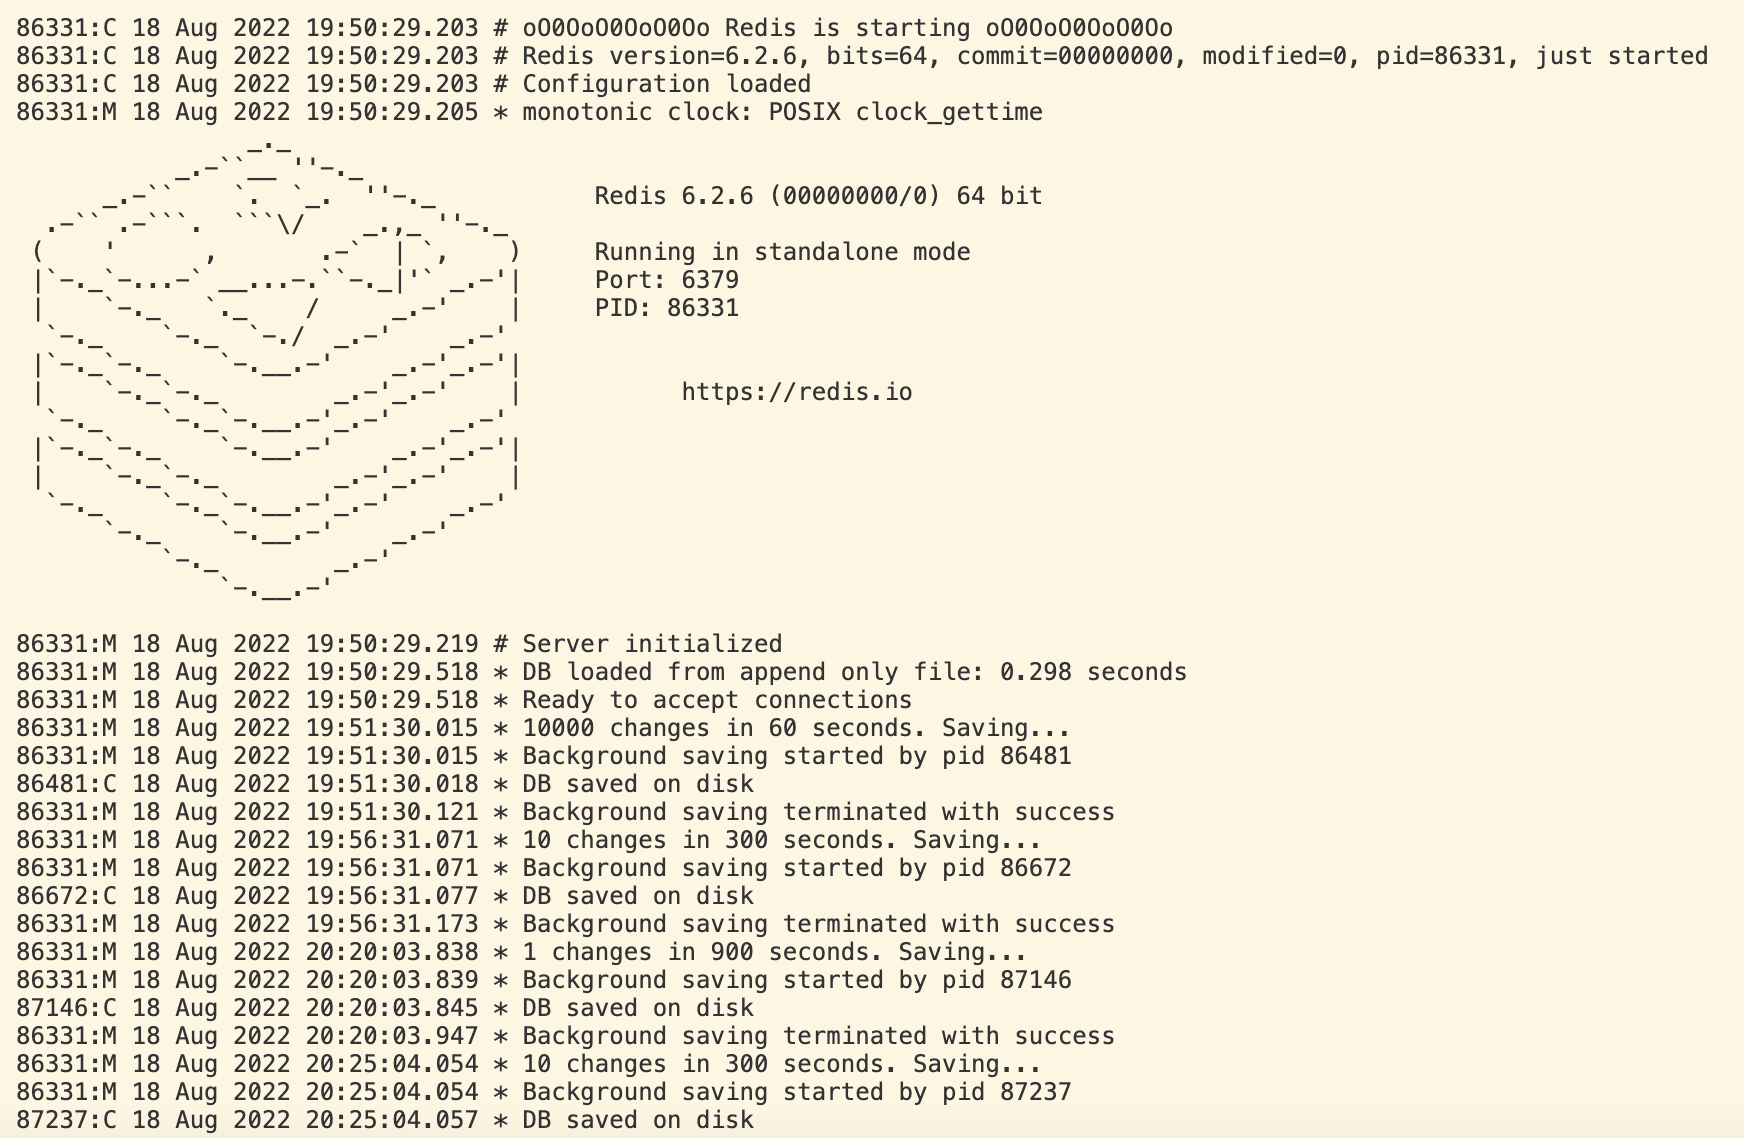 86331:C 18 Aug 2022 19:50:29.203 # oO0OoO0OoO0Oo Redis is starting oO0OoO0OoO0Oo
86331:C 18 Aug 2022 19:50:29.203 # Redis version=6.2.6, bits=64, commit=00000000, modified=0, pid=86331, just started
86331:C 18 Aug 2022 19:50:29.203 # Configuration loaded
86331:M 18 Aug 2022 19:50:29.205 * monotonic clock: POSIX clock_gettime
Redis 6.2.6 (00000000/0) 64 bit
Running in standalone mode
Port: 6379
PID: 86331
https://redis.io
86331:M 18 Aug 2022 19:50:29.219 # Server initialized
86331:M 18 Aug 2022 19:50:29.518 * DB loaded from append only file: 0.298 seconds
86331:M 18 Aug 2022 19:50:29.518 * Ready to accept connections
86331:M 18 Aug 2022 19:51:30.015 * 10000 changes in 60 seconds. Saving...
86331:M 18 Aug 2022 19:51:30.015 * Background saving started by pid 86481
86481:C 18 Aug 2022 19:51:30.018 * DB saved on disk
86331:M 18 Aug 2022 19:51:30.121 * Background saving terminated with success
86331:M 18 Aug 2022 19:56:31.071 * 10 changes in 300 seconds. Saving...
86331:M 18 Aug 2022 19:56:31.071 * Background saving started by pid 86672
86672:C 18 Aug 2022 19:56:31.077 * DB saved on disk
86331:M 18 Aug 2022 19:56:31.173 * Background saving terminated with success
86331:M 18 Aug 2022 20:20:03.838 * 1 changes in 900 seconds. Saving...
86331:M 18 Aug 2022 20:20:03.839 * Background saving started by pid 87146
87146:C 18 Aug 2022 20:20:03.845 * DB saved on disk
86331:M 18 Aug 2022 20:20:03.947 * Background saving terminated with success
86331:M 18 Aug 2022 20:25:04.054 * 10 changes in 300 seconds. Saving...
86331:M 18 Aug 2022 20:25:04.054 * Background saving started by pid 87237
87237:C 18 Aug 2022 20:25:04.057 * DB saved on disk